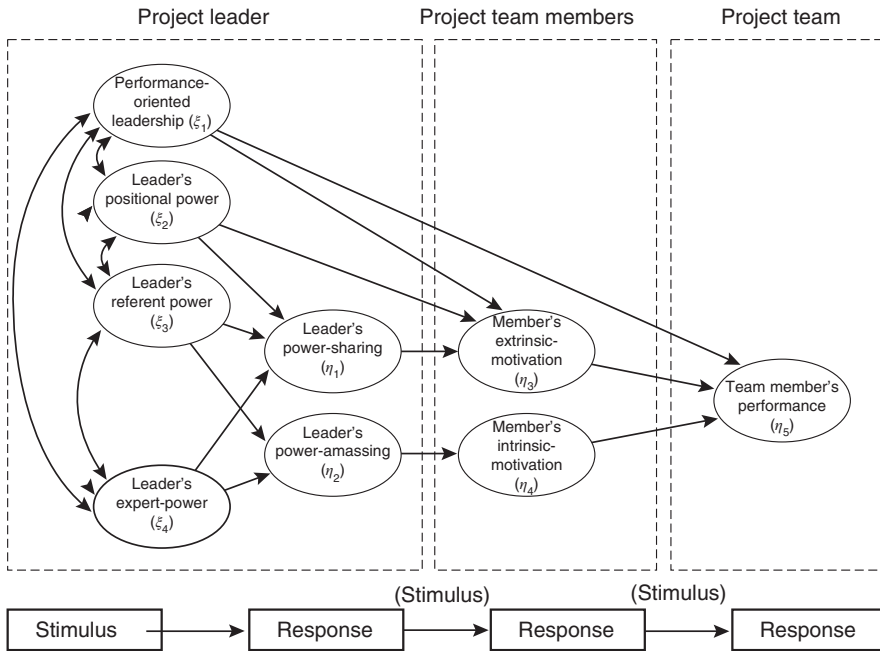 Project leader
Project team members
Project team
Performance-
oriented
leadership (ξ1)
Leader's
positional power
(ξ2)
Leader's
referent power
(ξ3)
Leader's
expert-power
(ξ4)
Leader's
power-sharing
(η1)
Leader's
power-amassing
(η2)
Member's
extrinsic-
motivation
(η3)
Member's
intrinsic-
motivation
(η4)
Team member's
performance
(η5)
(Stimulus)
(Stimulus)
Stimulus
Response
Response
Response